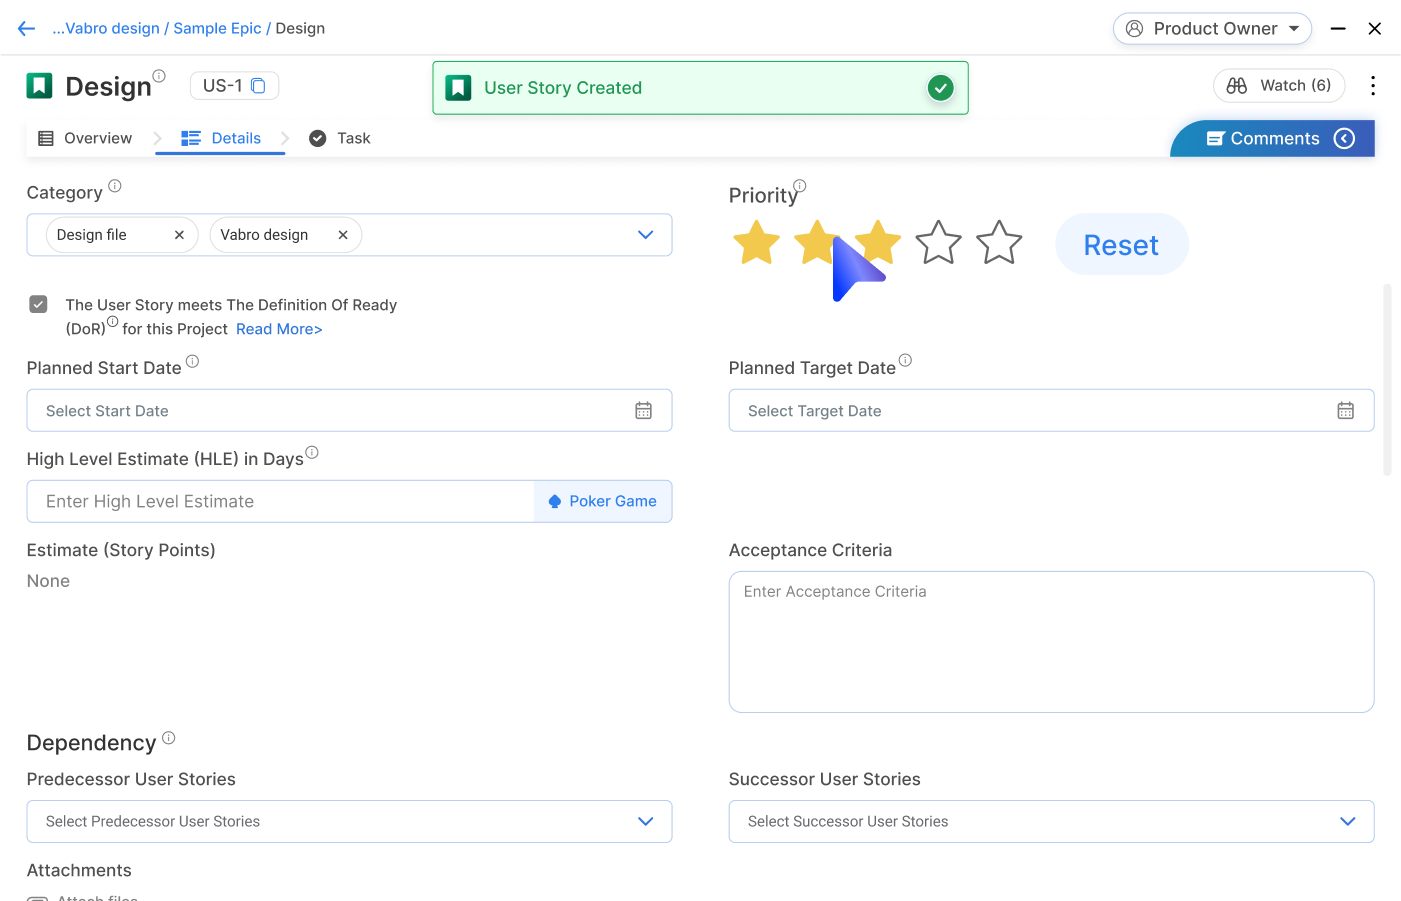 ...Vabro design / Sample Epic / Design
Product Owner
Design
US-1
User Story Created
Watch (6)
Overview
Details
Task
Comments
Category
Design file
Vabro design
Priority
Reset
The User Story meets The Definition Of Ready
(DoR) for this Project Read More>
Planned Start Date
Planned Target Date
Select Start Date
Select Target Date
High Level Estimate (HLE) in Days
Enter High Level Estimate
Poker Game
Estimate (Story Points)
Acceptance Criteria
None
Enter Acceptance Criteria
Dependency
Predecessor User Stories
Successor User Stories
Select Predecessor User Stories
Select Successor User Stories
Attachments
Attach files